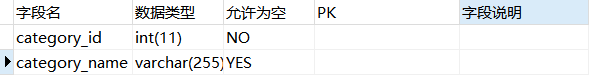 字段名 数据类型 允许为空 PK 字段说明
category_id int(11) NO
category_name varchar(255) YES